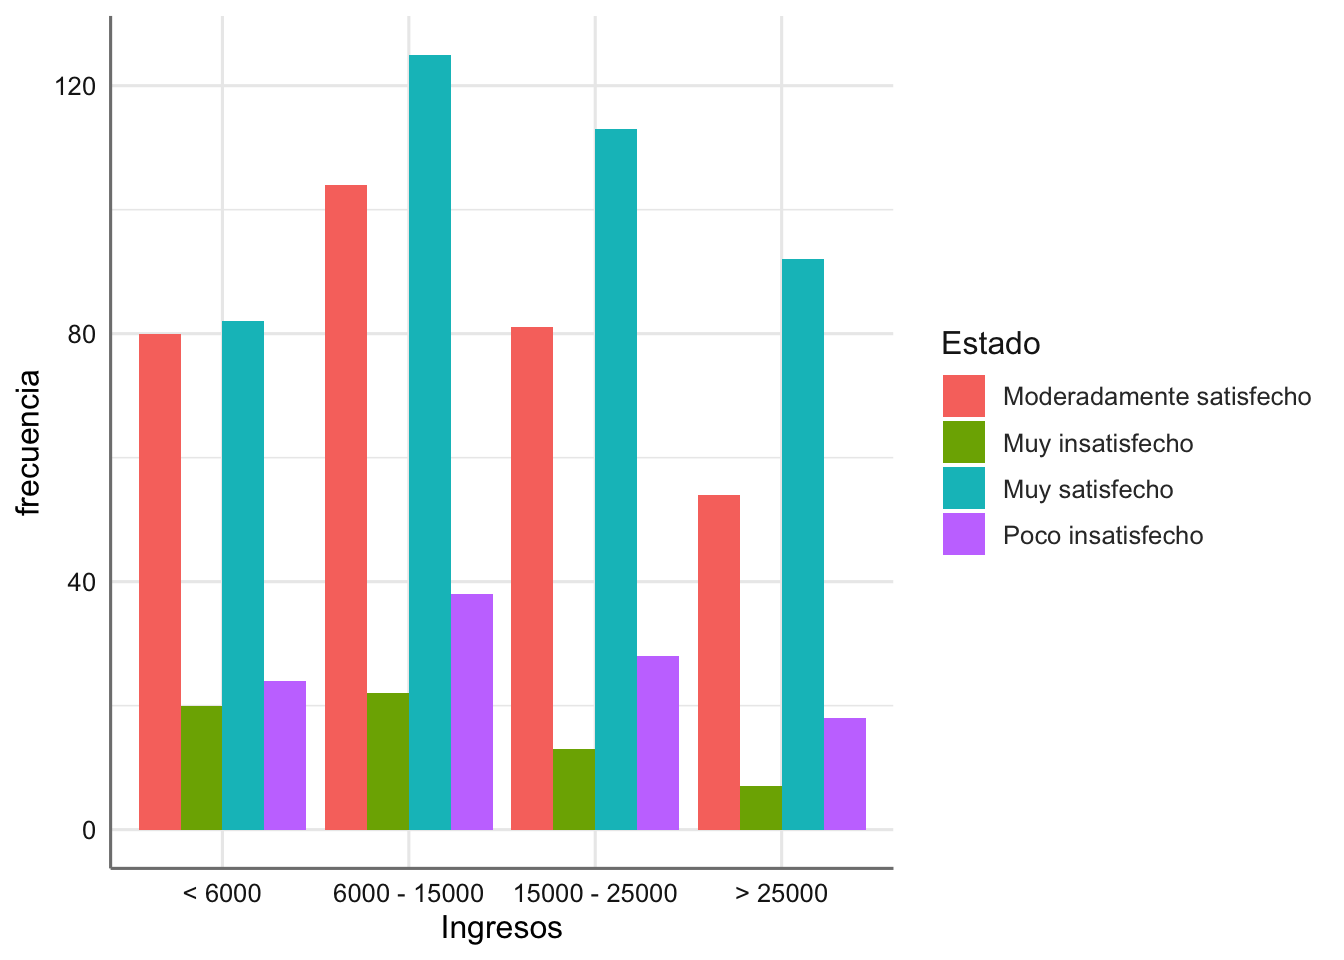 frecuencia
120
80
40
0
< 6000
6000 - 15000
15000 - 25000
> 25000
Ingresos
Estado
Moderadamente satisfecho
Muy insatisfecho
Muy satisfecho
Poco insatisfecho